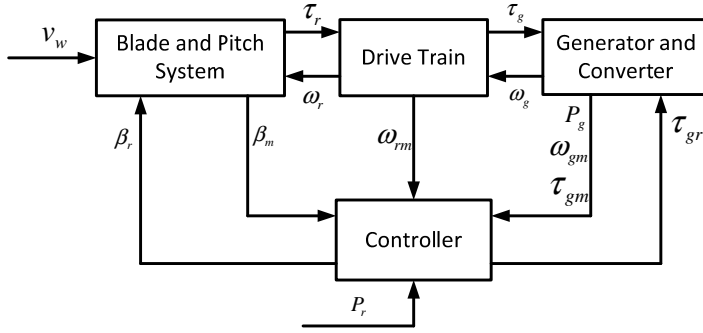 v_w
Blade and Pitch
System
τ_r
ω_r
Drive Train
τ_g
ω_g
Generator and
Converter
β_r
β_m
ω_rm
P_g
ω_gm
τ_gm
τ_gr
Controller
P_r